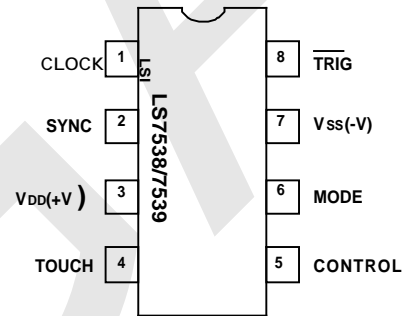 CLOCK 1 LSI 8 TRIG
SYNC 2 LS7538/7539 7 VSS(-V)
VDD(+V) 3 6 MODE
TOUCH 4 5 CONTROL